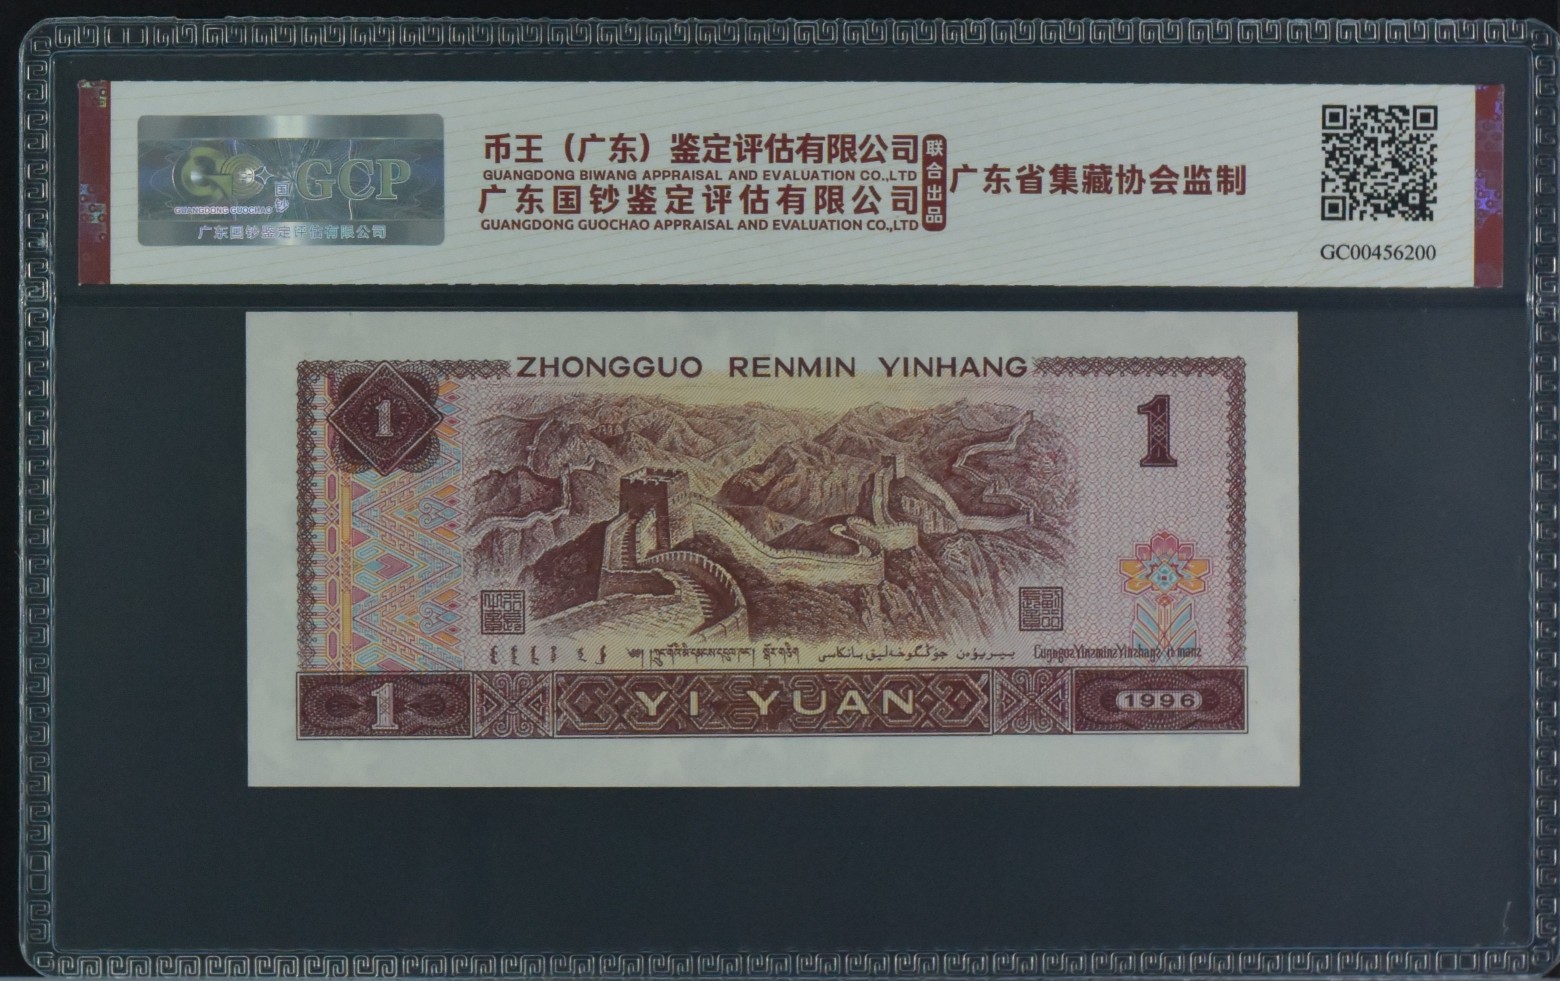 GCP
国钞
GUANGDONG GUOCHAO
广东国钞鉴定评估有限公司
币王（广东）鉴定评估有限公司
GUANGDONG BIWANG APPRAISAL AND EVALUATION CO.,LTD
广东国钞鉴定评估有限公司
GUANGDONG GUOCHAO APPRAISAL AND EVALUATION CO.,LTD
联合出品
广东省集藏协会监制
GC00456200
ZHONGGUO RENMIN YINHANG
1
1
1
YI YUAN
1996